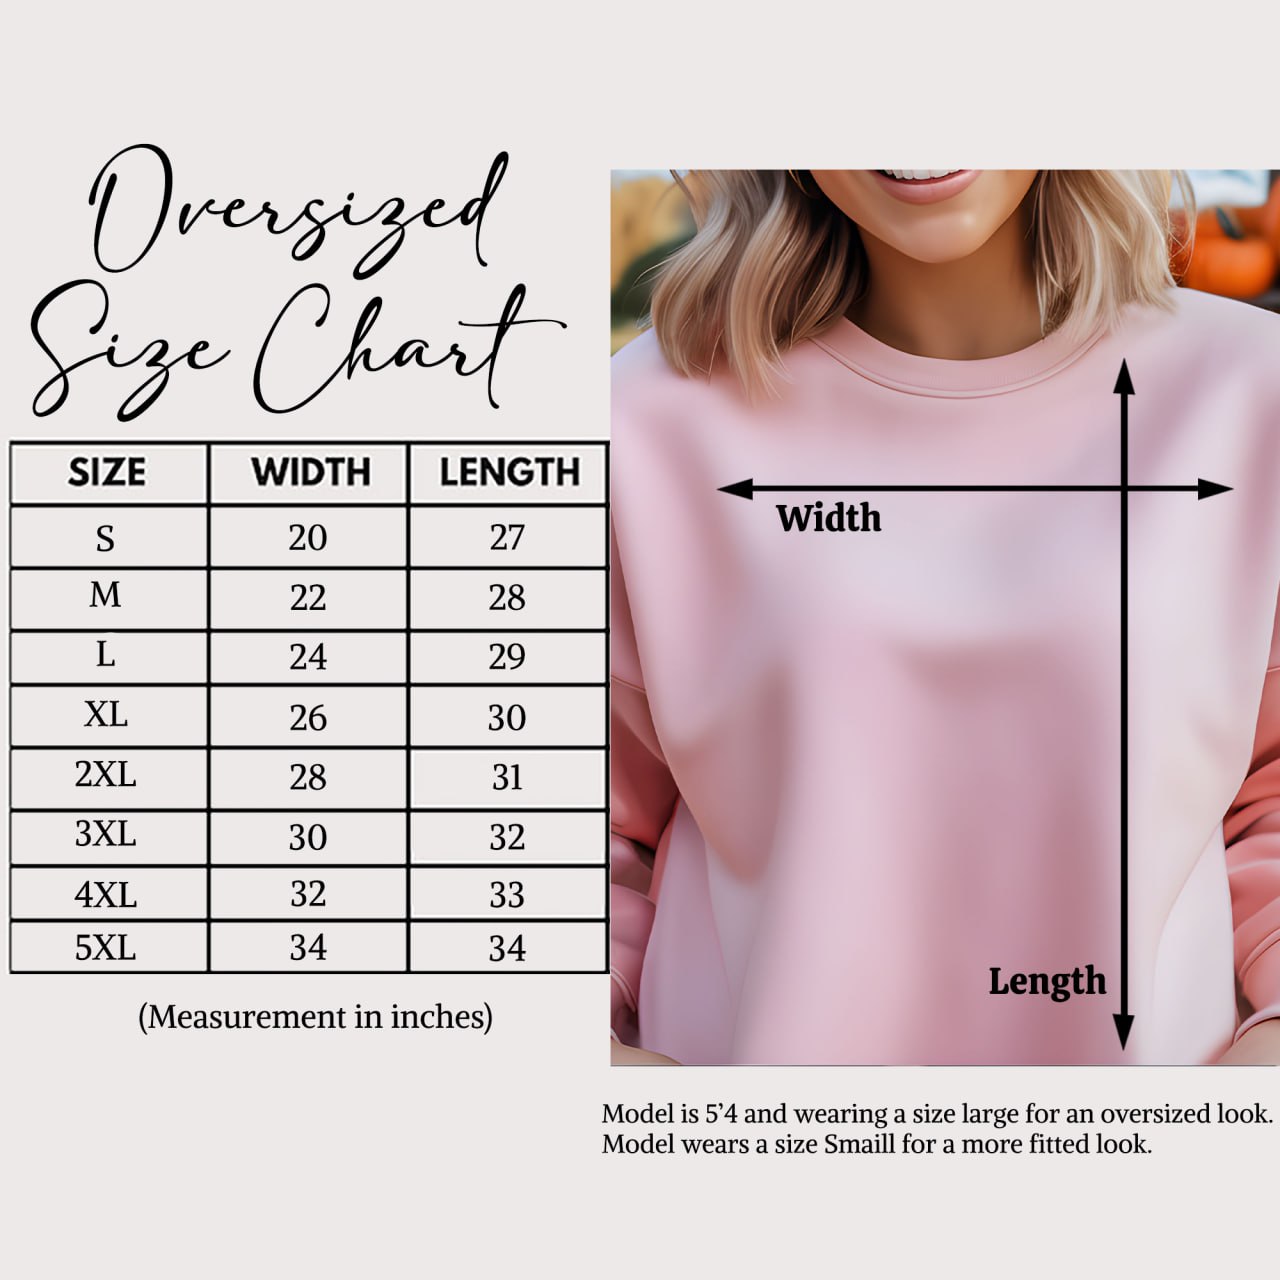 Oversized
Size Chart
SIZE WIDTH LENGTH
S 20 27
M 22 28
L 24 29
XL 26 30
2XL 28 31
3XL 30 32
4XL 32 33
5XL 34 34
(Measurement in inches)
Width
Length
Model is 5’4 and wearing a size large for an oversized look.
Model wears a size Smaill for a more fitted look.